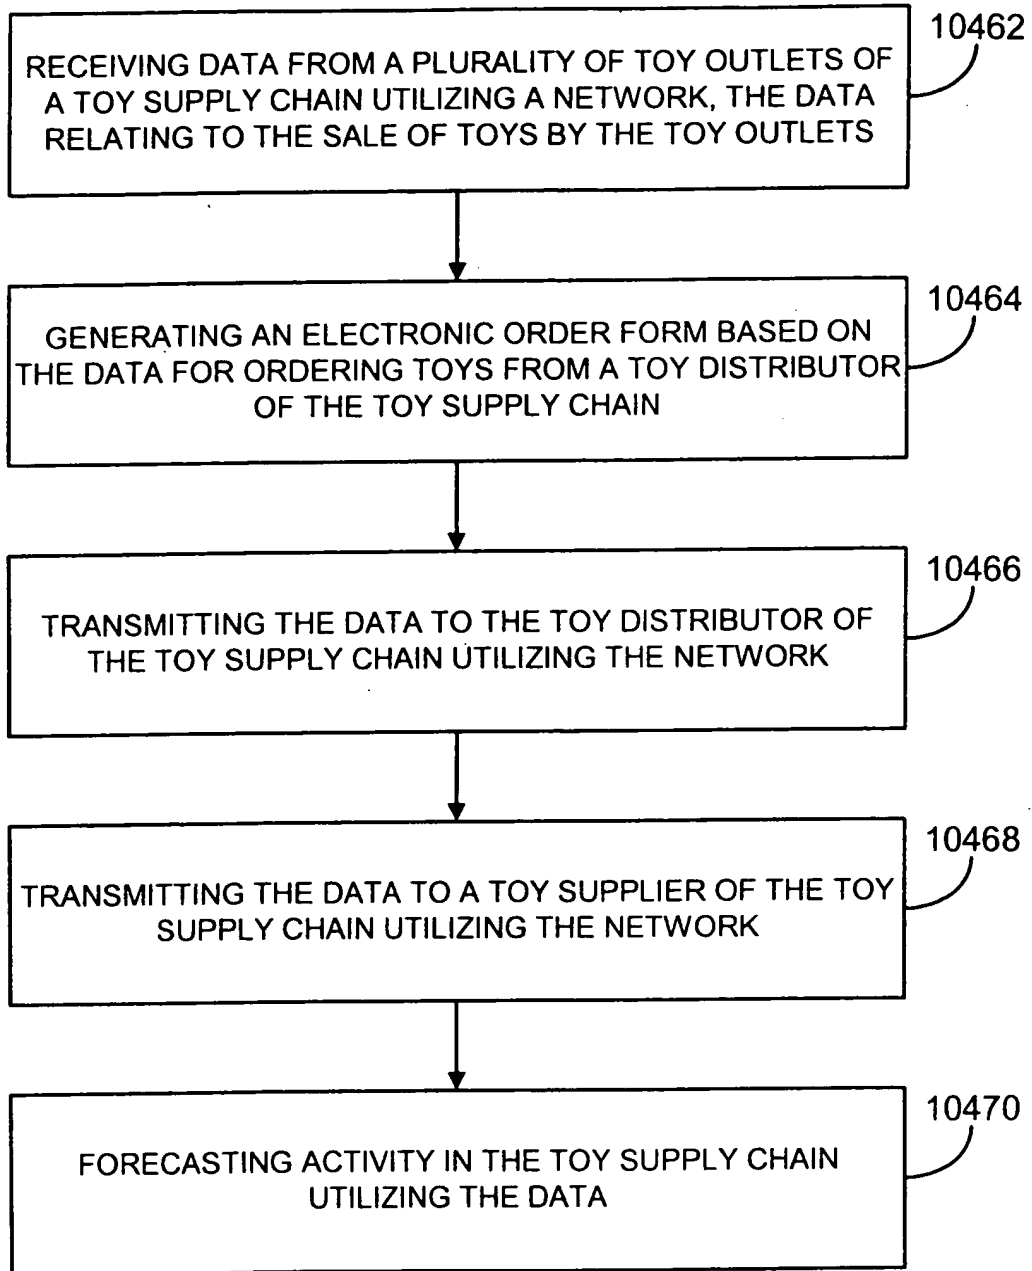 10462
RECEIVING DATA FROM A PLURALITY OF TOY OUTLETS OF
A TOY SUPPLY CHAIN UTILIZING A NETWORK, THE DATA
RELATING TO THE SALE OF TOYS BY THE TOY OUTLETS
10464
GENERATING AN ELECTRONIC ORDER FORM BASED ON
THE DATA FOR ORDERING TOYS FROM A TOY DISTRIBUTOR
OF THE TOY SUPPLY CHAIN
10466
TRANSMITTING THE DATA TO THE TOY DISTRIBUTOR OF
THE TOY SUPPLY CHAIN UTILIZING THE NETWORK
10468
TRANSMITTING THE DATA TO A TOY SUPPLIER OF THE TOY
SUPPLY CHAIN UTILIZING THE NETWORK
10470
FORECASTING ACTIVITY IN THE TOY SUPPLY CHAIN
UTILIZING THE DATA